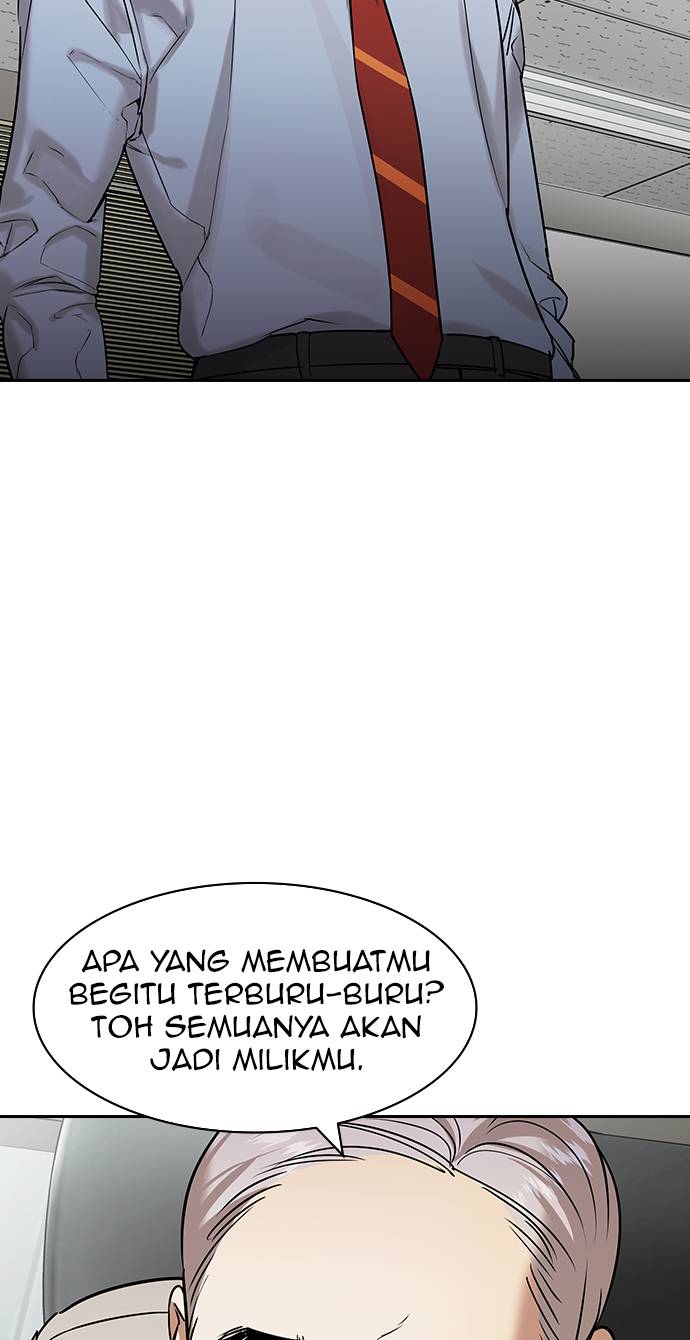 APA YANG MEMBUATMU
BEGITU TERBURU-BURU?
TOH SEMUANYA AKAN
JADI MILIKMU.